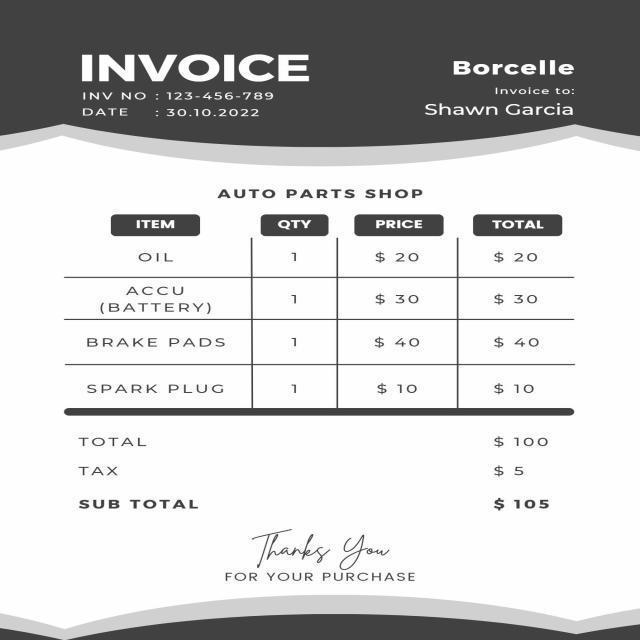 INVOICE
INV NO : 123-456-789
DATE : 30.10.2022
Borcelle
Invoice to:
Shawn Garcia
AUTO PARTS SHOP
ITEM QTY PRICE TOTAL
OIL 1 $ 20 $ 20
ACCU
(BATTERY) 1 $ 30 $ 30
BRAKE PADS 1 $ 40 $ 40
SPARK PLUG 1 $ 10 $ 10
TOTAL $ 100
TAX $ 5
SUB TOTAL $ 105
Thanks You
FOR YOUR PURCHASE